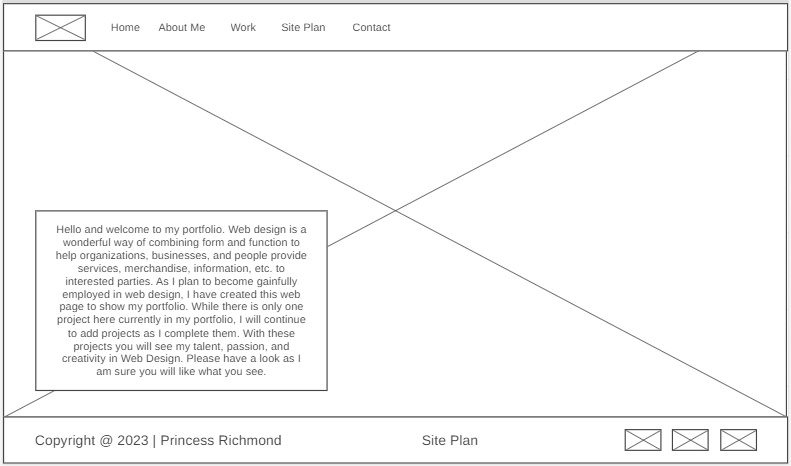 Home About Me Work Site Plan Contact
Hello and welcome to my portfolio. Web design is a
wonderful way of combining form and function to
help organizations, businesses, and people provide
services, merchandise, information, etc. to
interested parties. As I plan to become gainfully
employed in web design, I have created this web
page to show my portfolio. While there is only one
project here currently in my portfolio, I will continue
to add projects as I complete them. With these
projects you will see my talent, passion, and
creativity in Web Design. Please have a look as I
am sure you will like what you see.
Copyright @ 2023 | Princess Richmond Site Plan